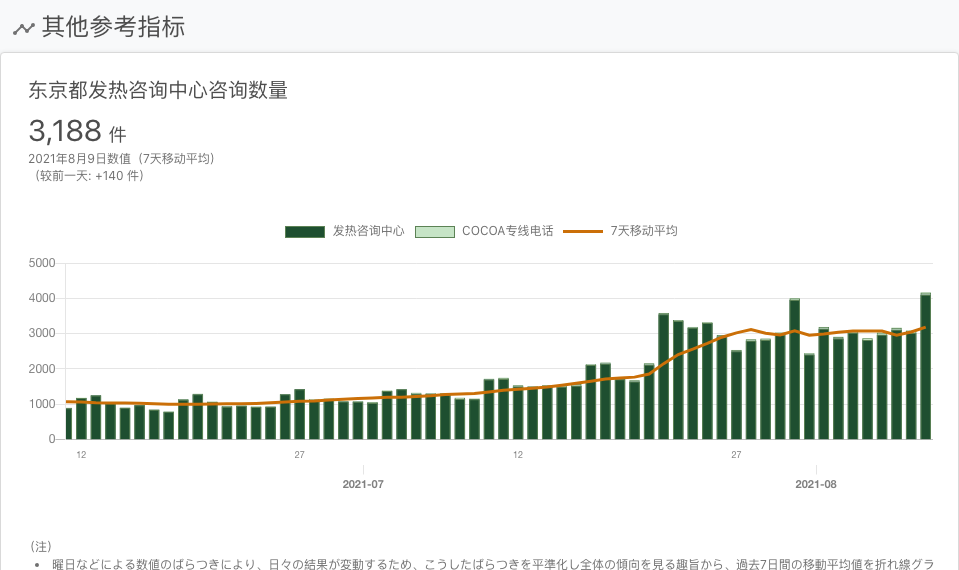 其他参考指标
东京都发热咨询中心咨询数量
3,188 件
2021年8月9日数值（7天移动平均）
（较前一天: +140 件）
发热咨询中心 COCOA专线电话 7天移动平均
5000
4000
3000
2000
1000
0
12 27 12 27
2021-07 2021-08
（注）
• 曜日などによる数値のばらつきにより、日々の結果が変動するため、こうしたばらつきを平準化し全体の傾向を見る趣旨から、過去7日間の移動平均値を折れ線グラ